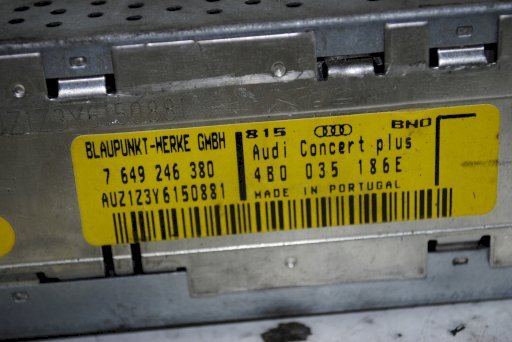 Z1Z3Y6150881
BLAUPUNKT-WERKE GMBH
7 649 246 380
AUZ1Z3Y6150881
815 BNO
Audi Concert plus
4B0 035 186E
MADE IN PORTUGAL